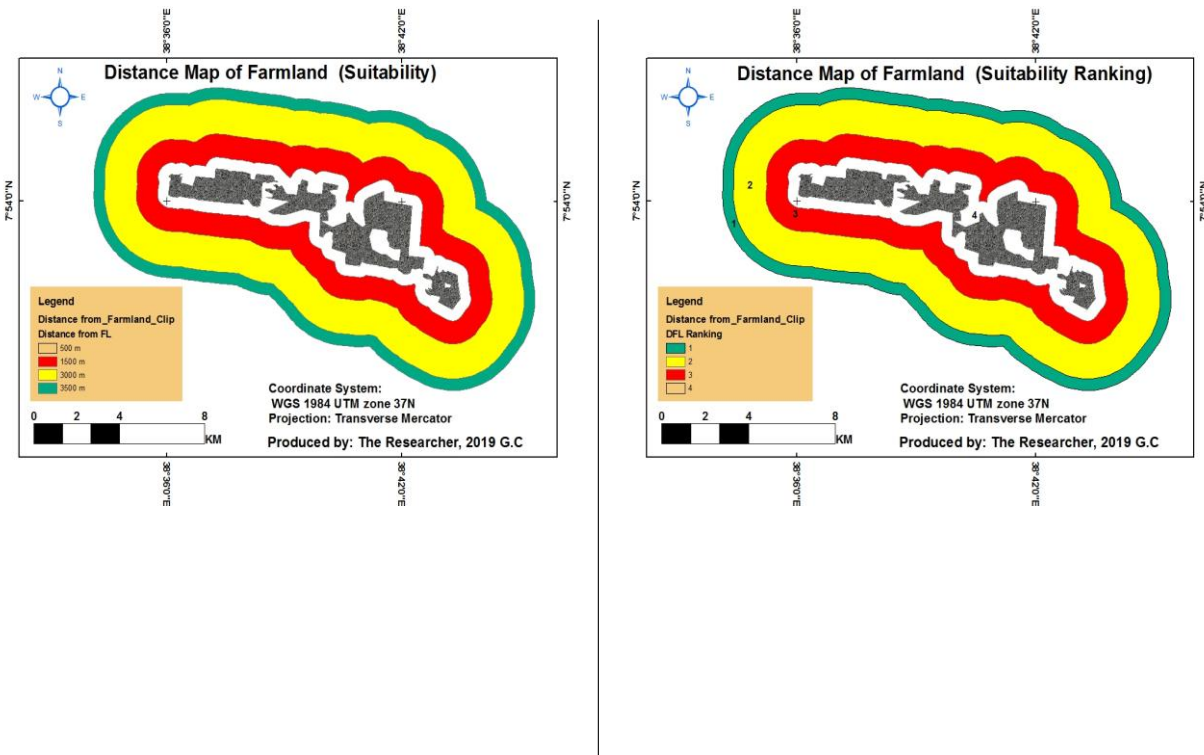 38°36'0"E
38°42'0"E
Distance Map of Farmland (Suitability)
N
W
E
S
7°54'0"N
7°54'0"N
Legend
Distance from_Farmland_Clip
Distance from FL
500 m
1500 m
3000 m
3500 m
Coordinate System:
WGS 1984 UTM zone 37N
Projection: Transverse Mercator
0 2 4 8
KM
Produced by: The Researcher, 2019 G.C
38°36'0"E
38°42'0"E
38°36'0"E
38°42'0"E
Distance Map of Farmland (Suitability Ranking)
N
W
E
S
2
3
4
1
7°54'0"N
7°54'0"N
Legend
Distance from_Farmland_Clip
DFL Ranking
1
2
3
4
Coordinate System:
WGS 1984 UTM zone 37N
Projection: Transverse Mercator
0 2 4 8
KM
Produced by: The Researcher, 2019 G.C
38°36'0"E
38°42'0"E